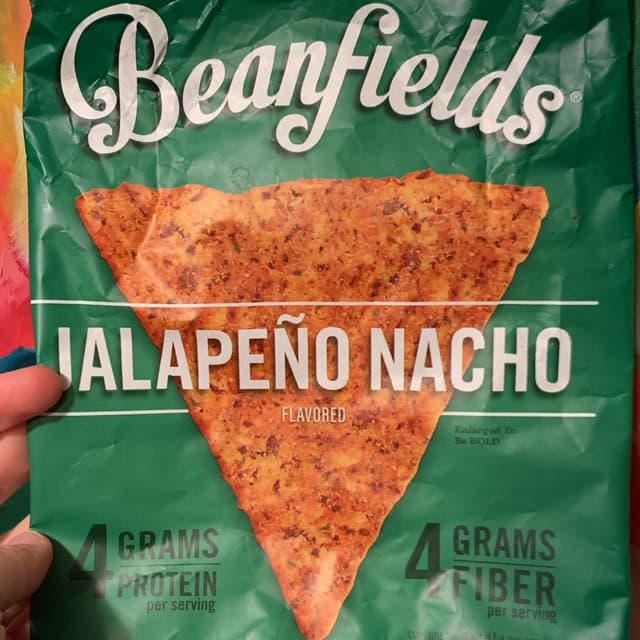 Beanfields®
JALAPEÑO NACHO
FLAVORED
Enlarged To
Be BOLD
4 GRAMS
PROTEIN
per serving
4 GRAMS
FIBER
per serving